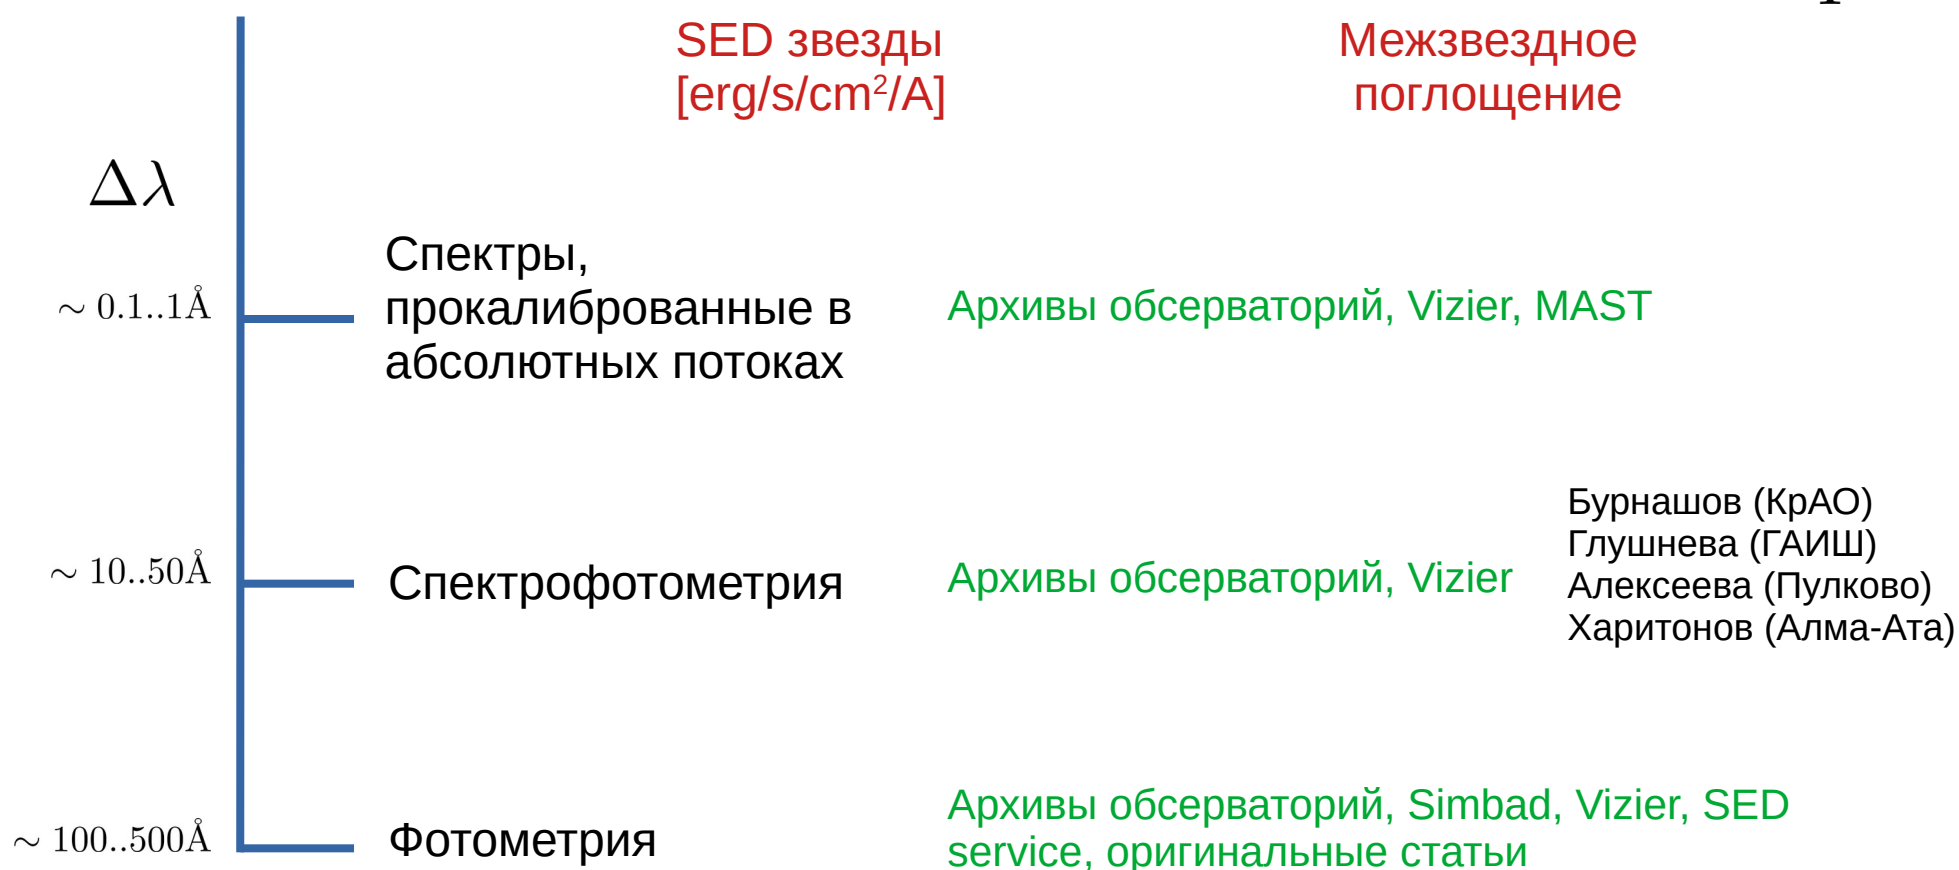 SED звезды
[erg/s/cm²/A]
Межзвездное
поглощение
Δλ
Спектры,
прокалиброванные в
абсолютных потоках
∼ 0.1..1Å
Архивы обсерваторий, Vizier, MAST
∼ 10..50Å
Спектрофотометрия
Архивы обсерваторий, Vizier
Бурнашов (КрАО)
Глушнева (ГАИШ)
Алексеева (Пулково)
Харитонов (Алма-Ата)
∼ 100..500Å
Фотометрия
Архивы обсерваторий, Simbad, Vizier, SED
service, оригинальные статьи